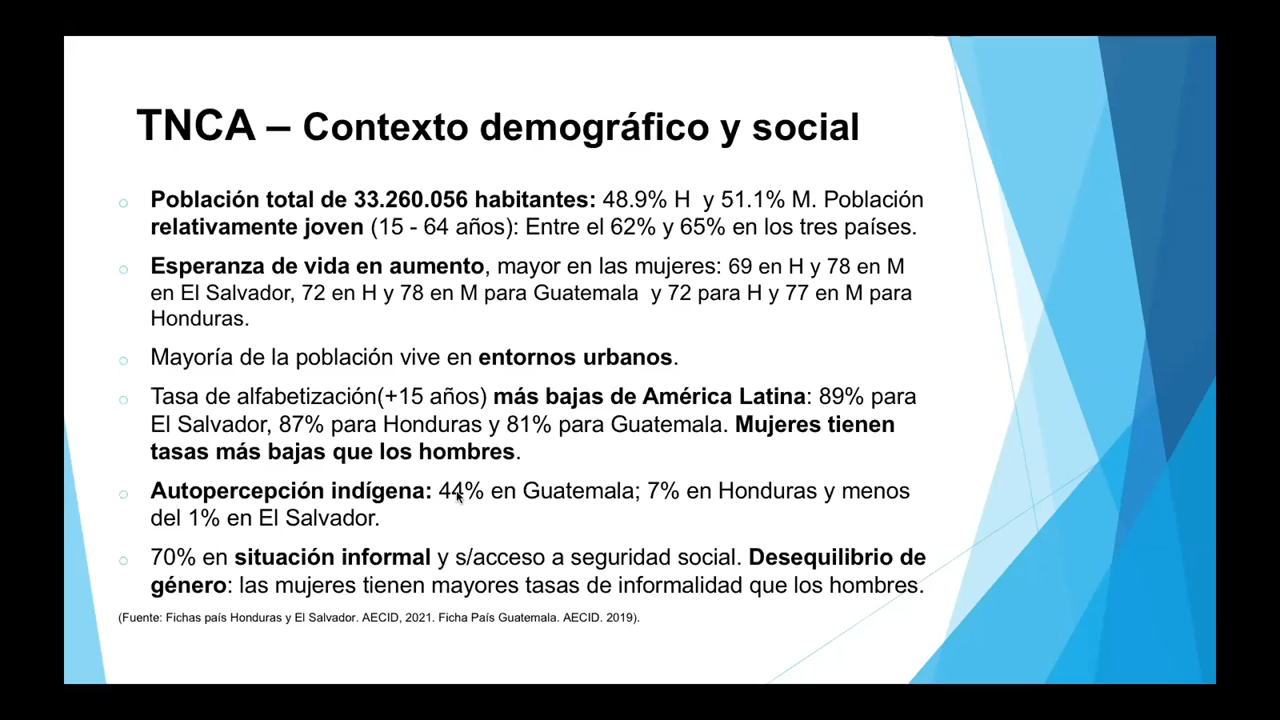 TNCA – Contexto demográfico y social
Población total de 33.260.056 habitantes: 48.9% H y 51.1% M. Población
relativamente joven (15 - 64 años): Entre el 62% y 65% en los tres países.
Esperanza de vida en aumento, mayor en las mujeres: 69 en H y 78 en M
en El Salvador, 72 en H y 78 en M para Guatemala y 72 para H y 77 en M para
Honduras.
Mayoría de la población vive en entornos urbanos.
Tasa de alfabetización(+15 años) más bajas de América Latina: 89% para
El Salvador, 87% para Honduras y 81% para Guatemala. Mujeres tienen
tasas más bajas que los hombres.
Autopercepción indígena: 44% en Guatemala; 7% en Honduras y menos
del 1% en El Salvador.
70% en situación informal y s/acceso a seguridad social. Desequilibrio de
género: las mujeres tienen mayores tasas de informalidad que los hombres.
(Fuente: Fichas país Honduras y El Salvador. AECID, 2021. Ficha País Guatemala. AECID. 2019).